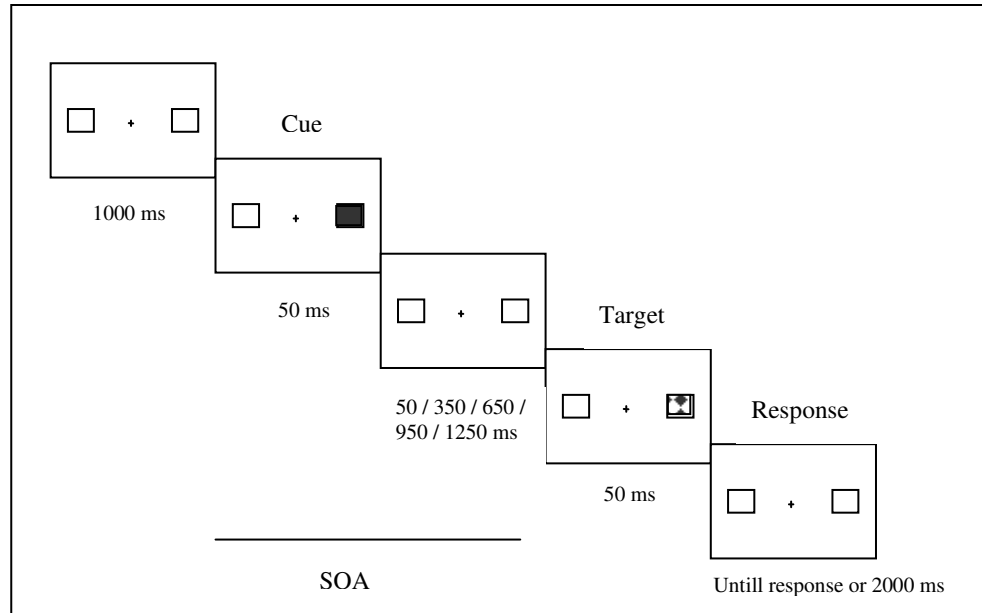 Cue
1000 ms
50 ms
Target
50 / 350 / 650 /
950 / 1250 ms
Response
50 ms
SOA
Untill response or 2000 ms